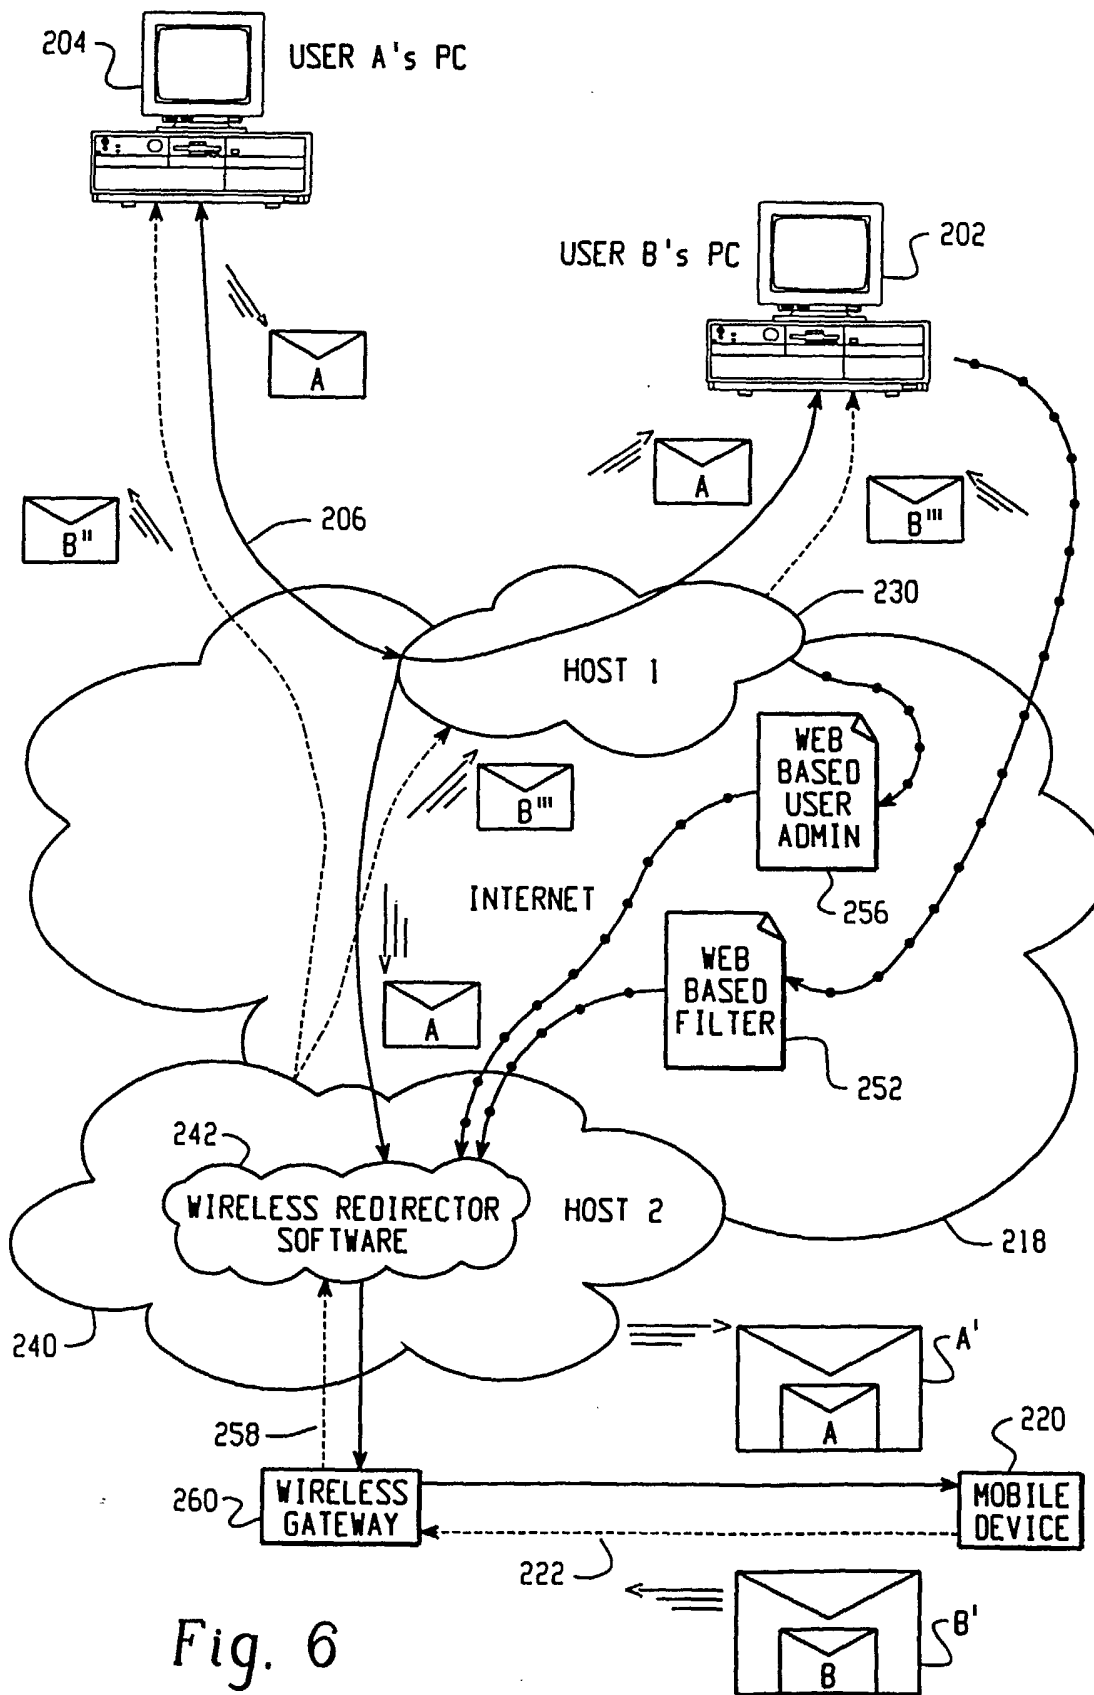 204
USER A's PC
USER B's PC
202
A
A
B''
B'''
206
230
HOST 1
WEB
BASED
USER
ADMIN
B'''
INTERNET
256
WEB
BASED
FILTER
A
252
242
WIRELESS REDIRECTOR
SOFTWARE
HOST 2
218
240
A'
A
258
220
260
WIRELESS
GATEWAY
MOBILE
DEVICE
222
B'
B
Fig. 6